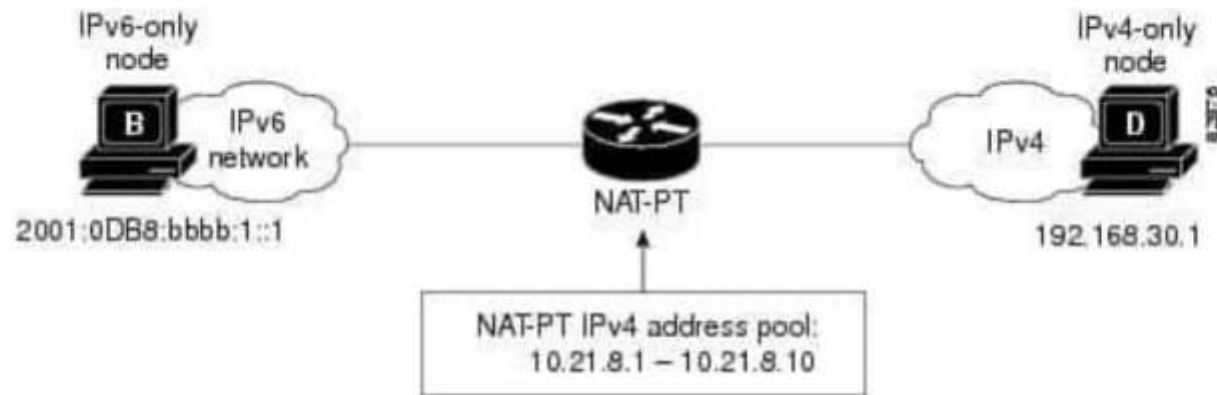 IPv6-only
node
B
IPv6
network
2001:0DB8:bbbb:1::1
NAT-PT
NAT-PT IPv4 address pool:
10.21.8.1 – 10.21.8.10
IPv4-only
node
IPv4
D
192.168.30.1